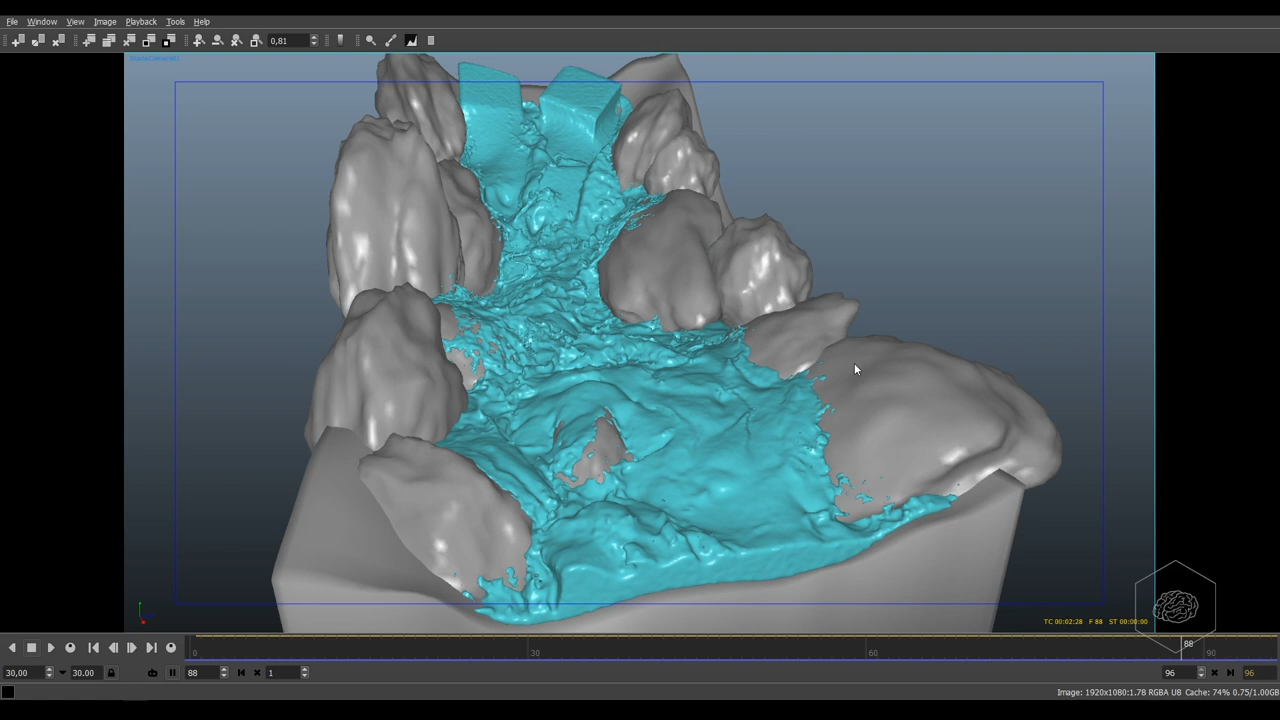 File Window View Image Playback Tools Help
0,81
TC 00:02:28 F 88 ST 00:00:00
0 30 60 88 90
30,00 30.00 88 1 96 96
Image: 1920x1080:1.78 RGBA U8 Cache: 74% 0.75/1.00GB